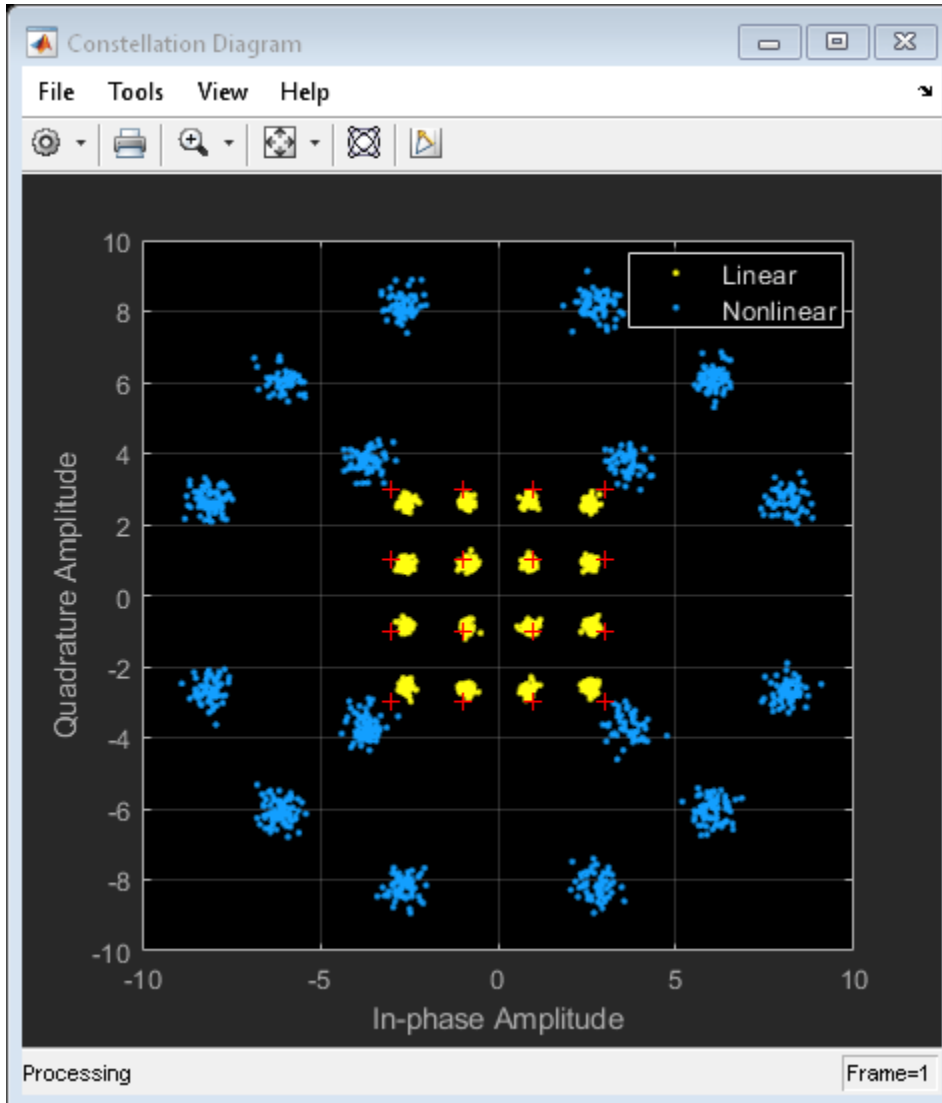 Constellation Diagram
File Tools View Help
Linear
Nonlinear
10
8
6
4
2
0
-2
-4
-6
-8
-10
Quadrature Amplitude
-10 -5 0 5 10
In-phase Amplitude
Processing Frame=1